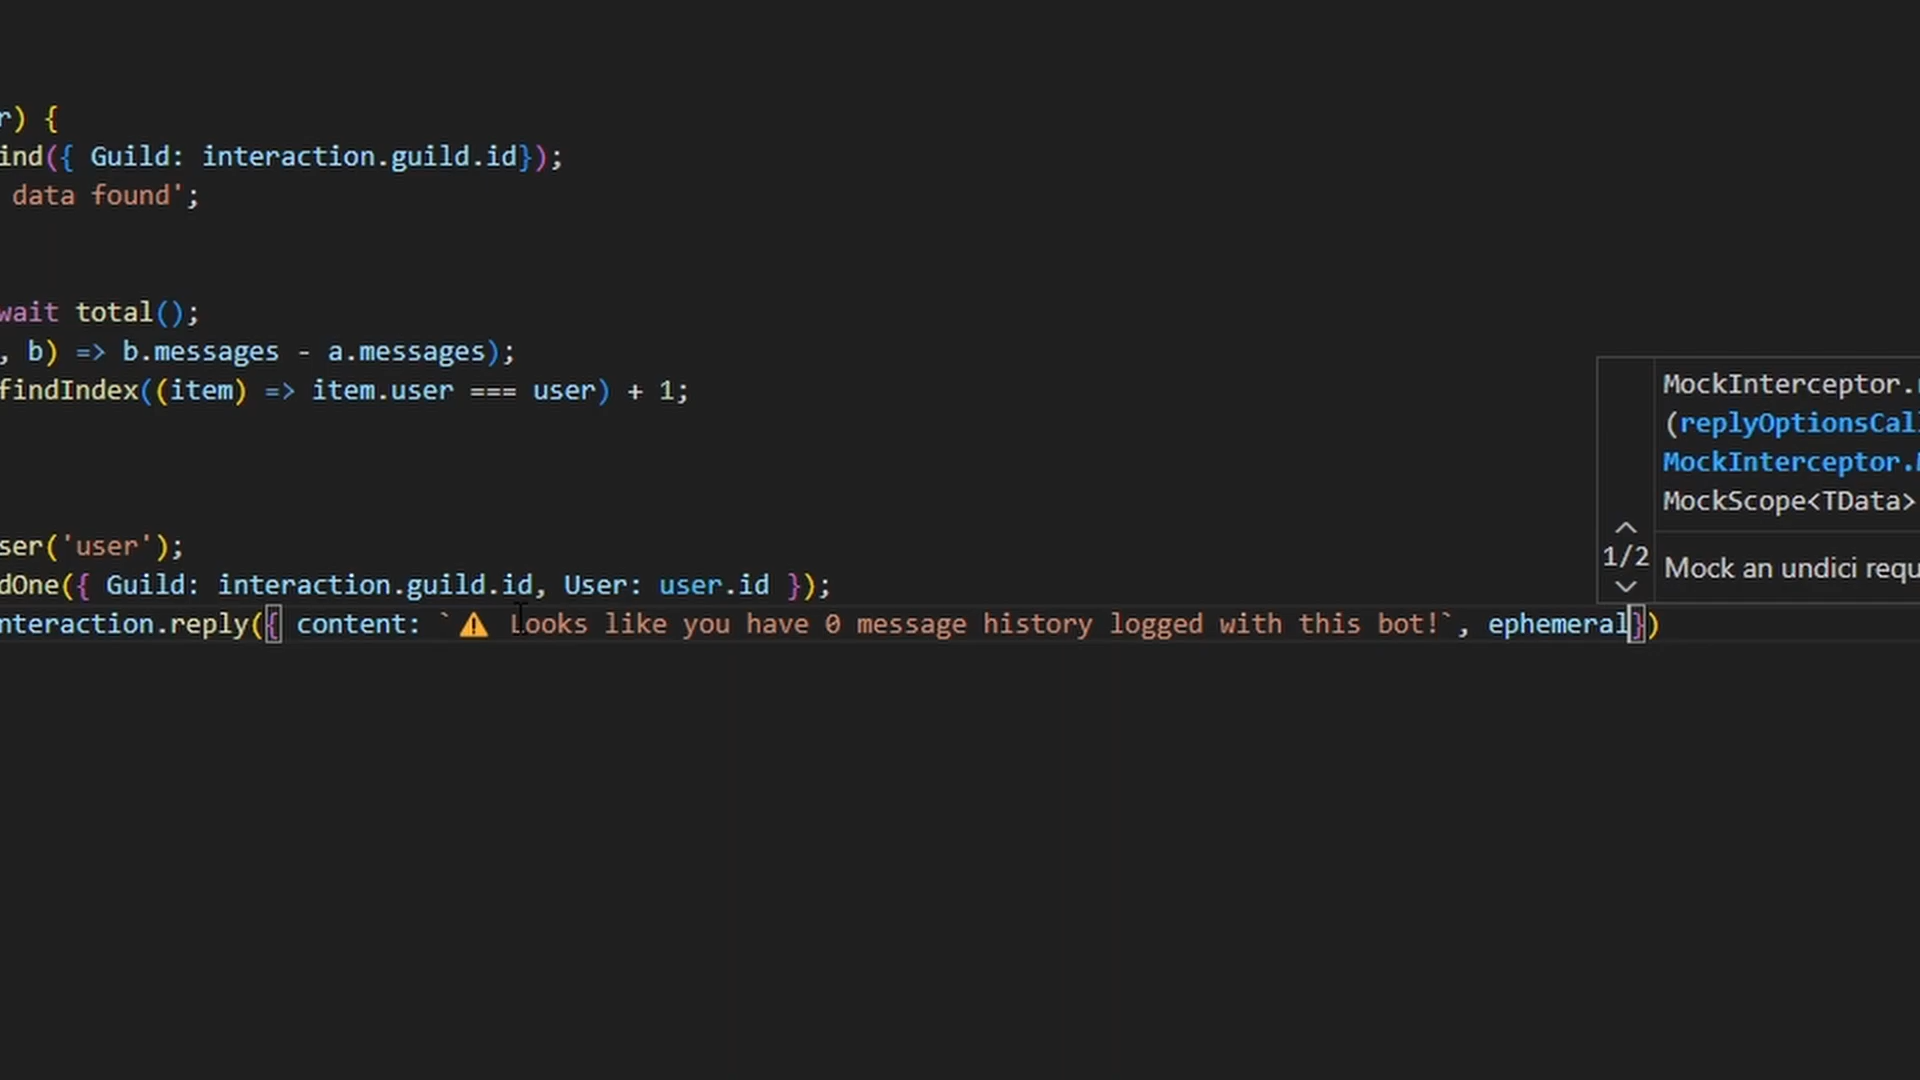 r) {
ind({ Guild: interaction.guild.id});
data found';
wait total();
, b) => b.messages - a.messages);
findIndex((item) => item.user === user) + 1;
ser('user');
dOne({ Guild: interaction.guild.id, User: user.id });
nteraction.reply({ content: `⚠️ Looks like you have 0 message history logged with this bot!`, ephemeral})
MockInterceptor.
(replyOptionsCal
MockInterceptor.
MockScope<TData>
1/2
Mock an undici requ